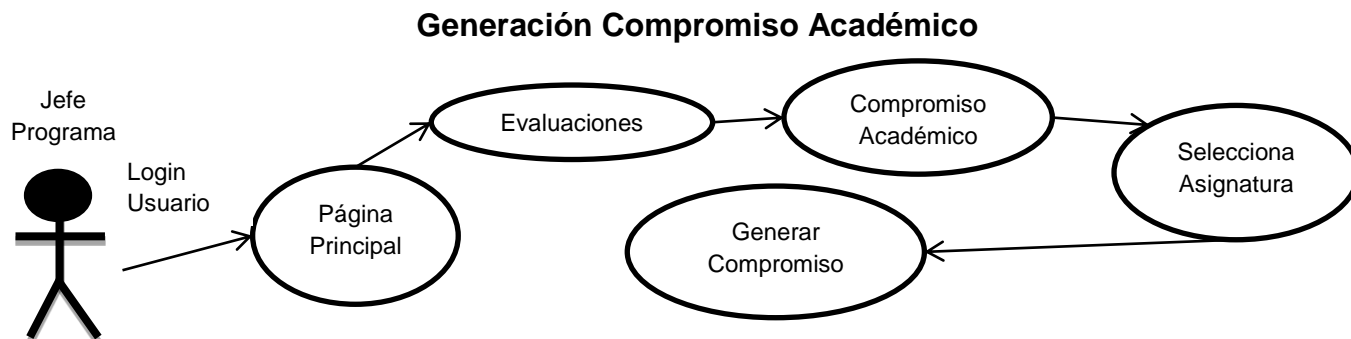 Generación Compromiso Académico
Jefe
Programa
Login
Usuario
Página
Principal
Evaluaciones
Compromiso
Académico
Selecciona
Asignatura
Generar
Compromiso